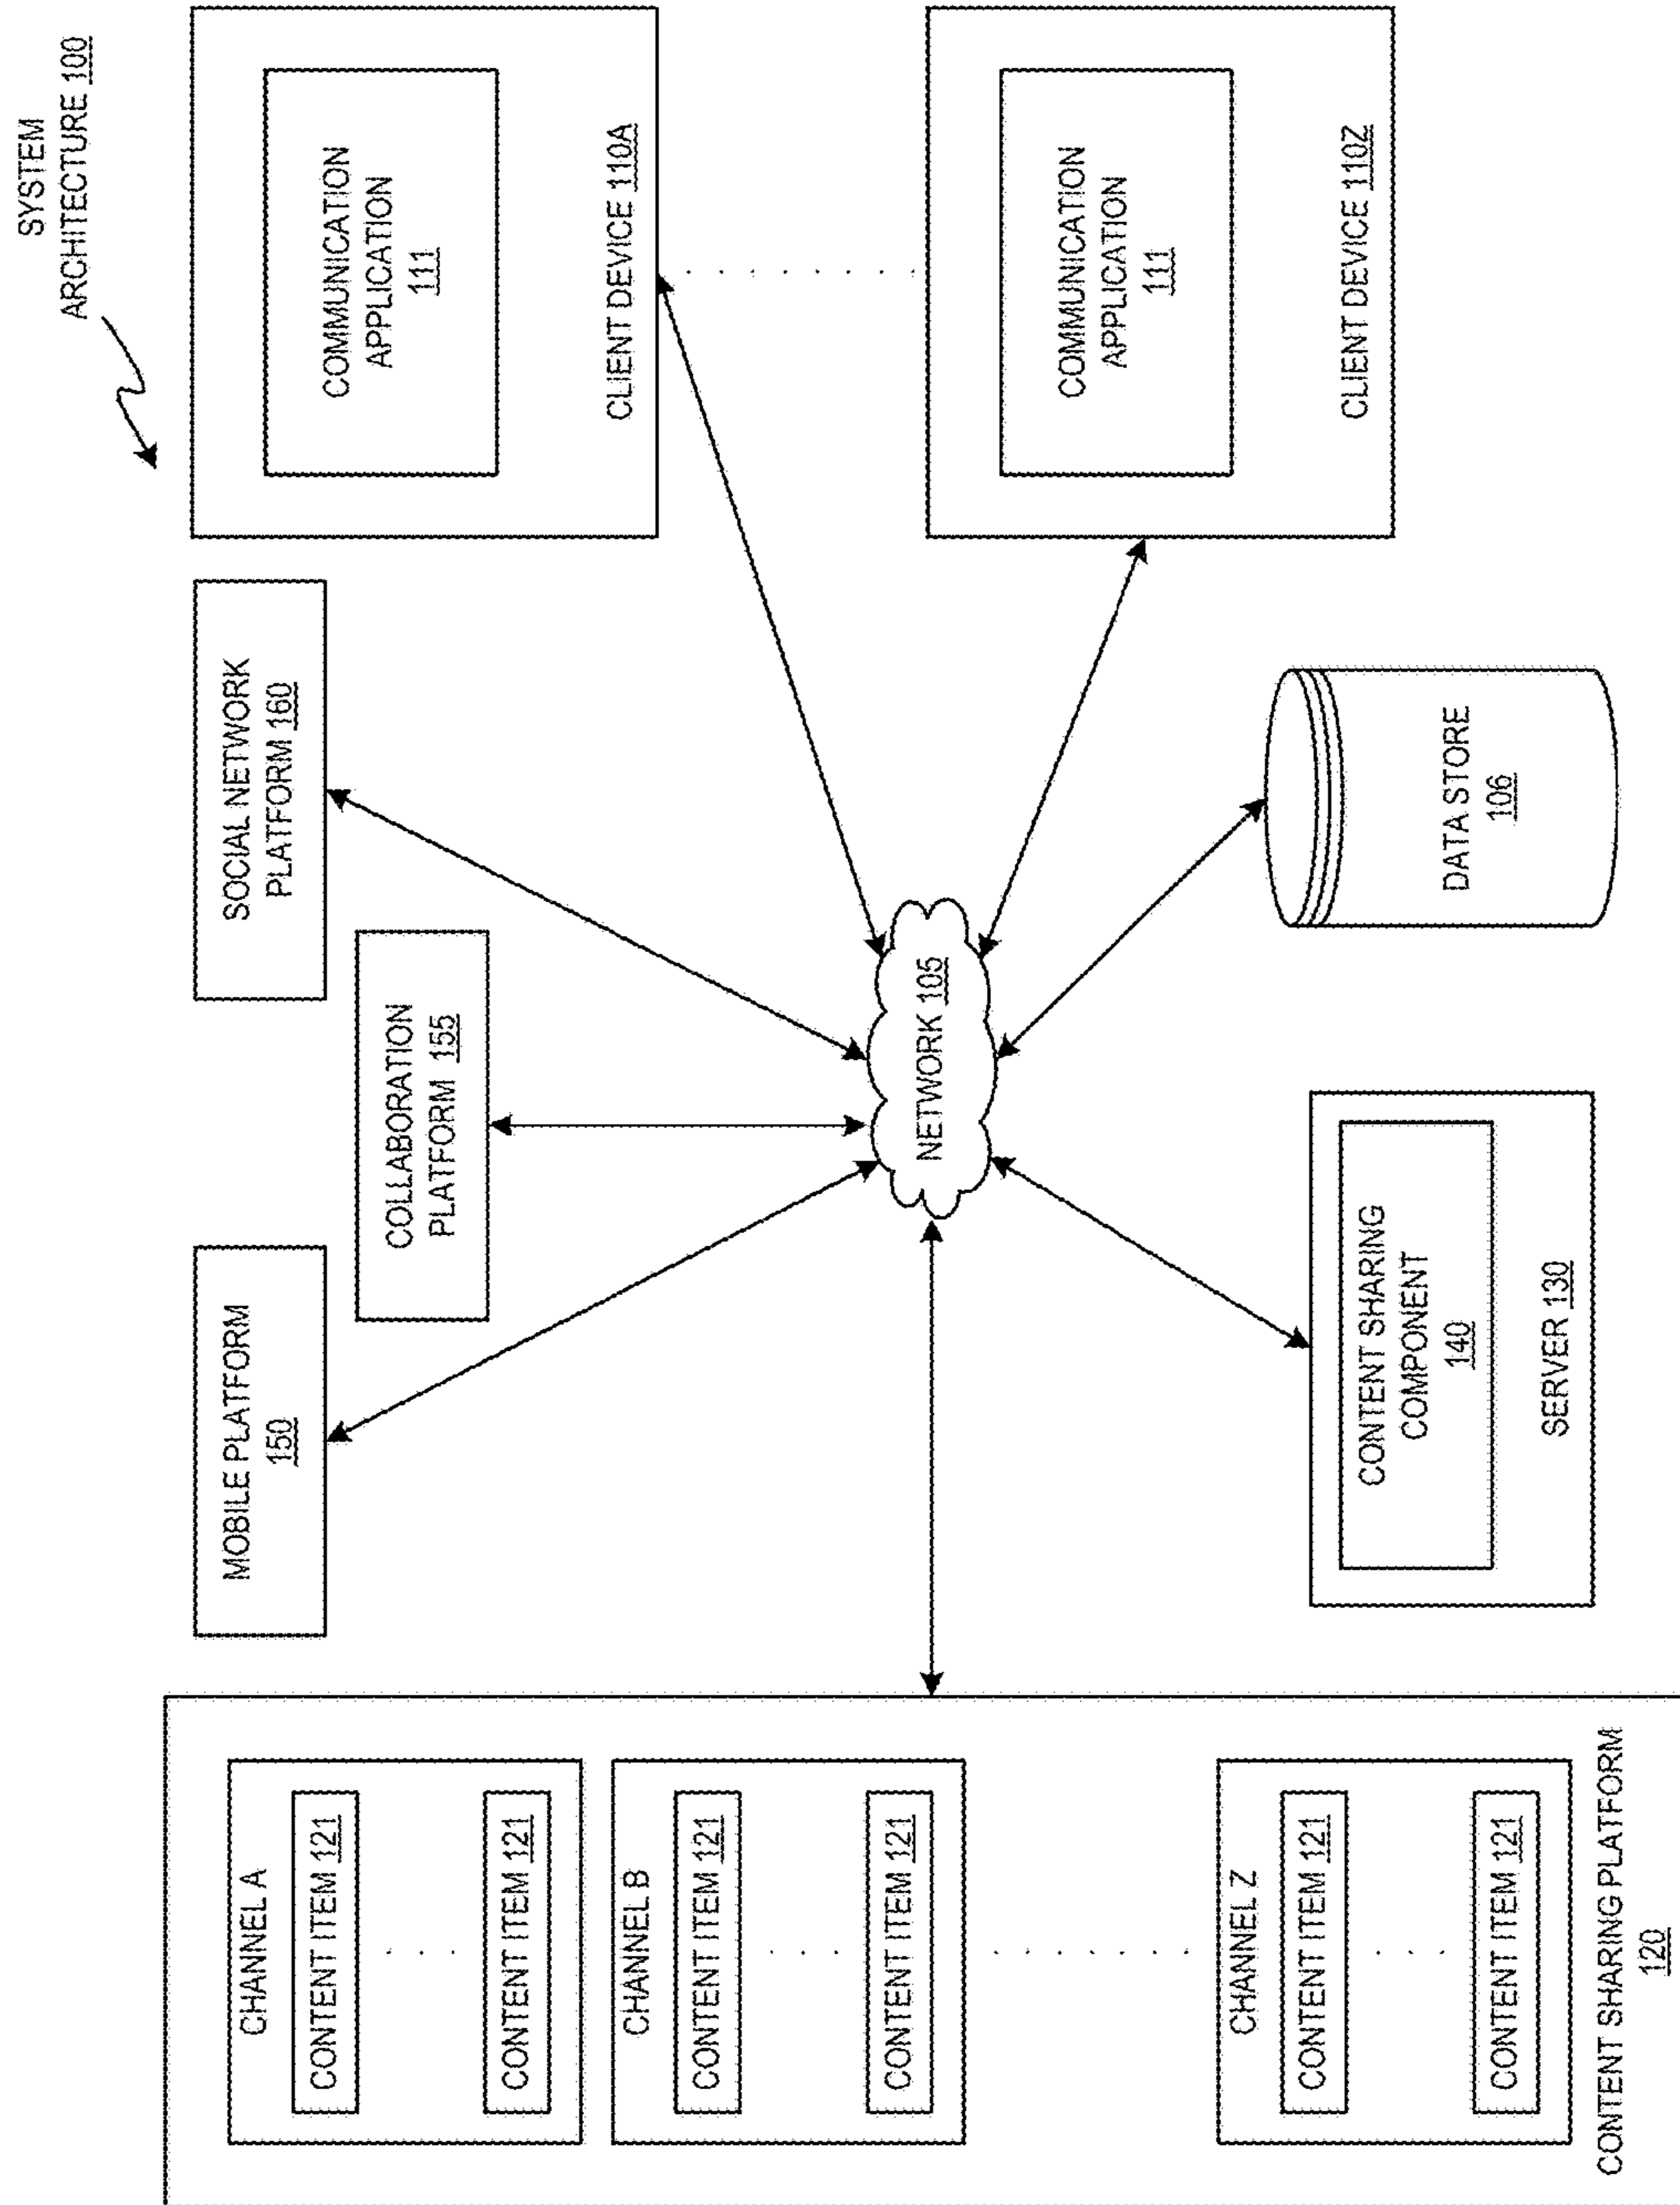 SYSTEM
ARCHITECTURE 100
CHANNEL A
CONTENT ITEM 121
CONTENT ITEM 121
CHANNEL B
CONTENT ITEM 121
CONTENT ITEM 121
CHANNEL Z
CONTENT ITEM 121
CONTENT ITEM 121
CONTENT SHARING PLATFORM
120
MOBILE PLATFORM
150
COLLABORATION
PLATFORM 155
SOCIAL NETWORK
PLATFORM 160
NETWORK 105
CONTENT SHARING
COMPONENT
140
SERVER 130
DATA STORE
106
COMMUNICATION
APPLICATION
111
CLIENT DEVICE 110A
COMMUNICATION
APPLICATION
111
CLIENT DEVICE 110Z